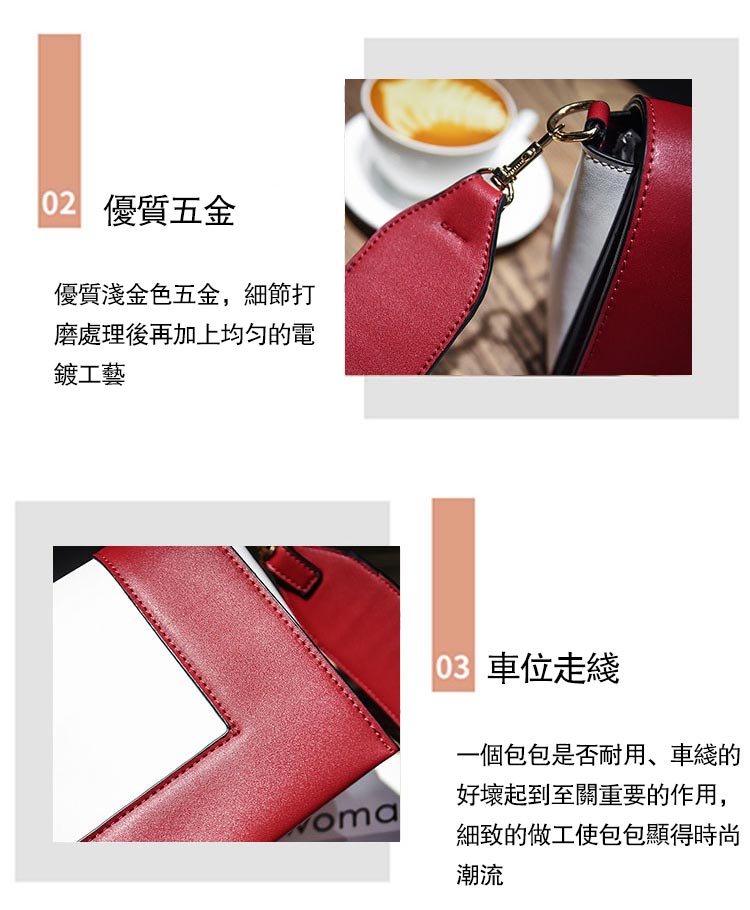 02 優質五金
優質淺金色五金，細節打
磨處理後再加上均匀的電
鍍工藝
03 車位走綫
一個包包是否耐用、車綫的
好壞起到至關重要的作用，
細致的做工使包包顯得時尚
潮流
woma